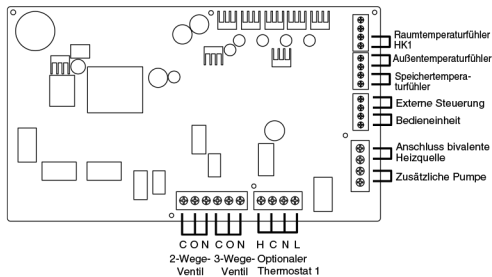 Raumtemperaturfühler
HK1
Außentemperaturfühler
Speichertempera-
turfühler
Externe Steuerung
Bedieneinheit
Anschluss bivalente
Heizquelle
Zusätzliche Pumpe
C O N C O N H C N L
2-Wege- 3-Wege- Optionaler
Ventil Ventil Thermostat 1